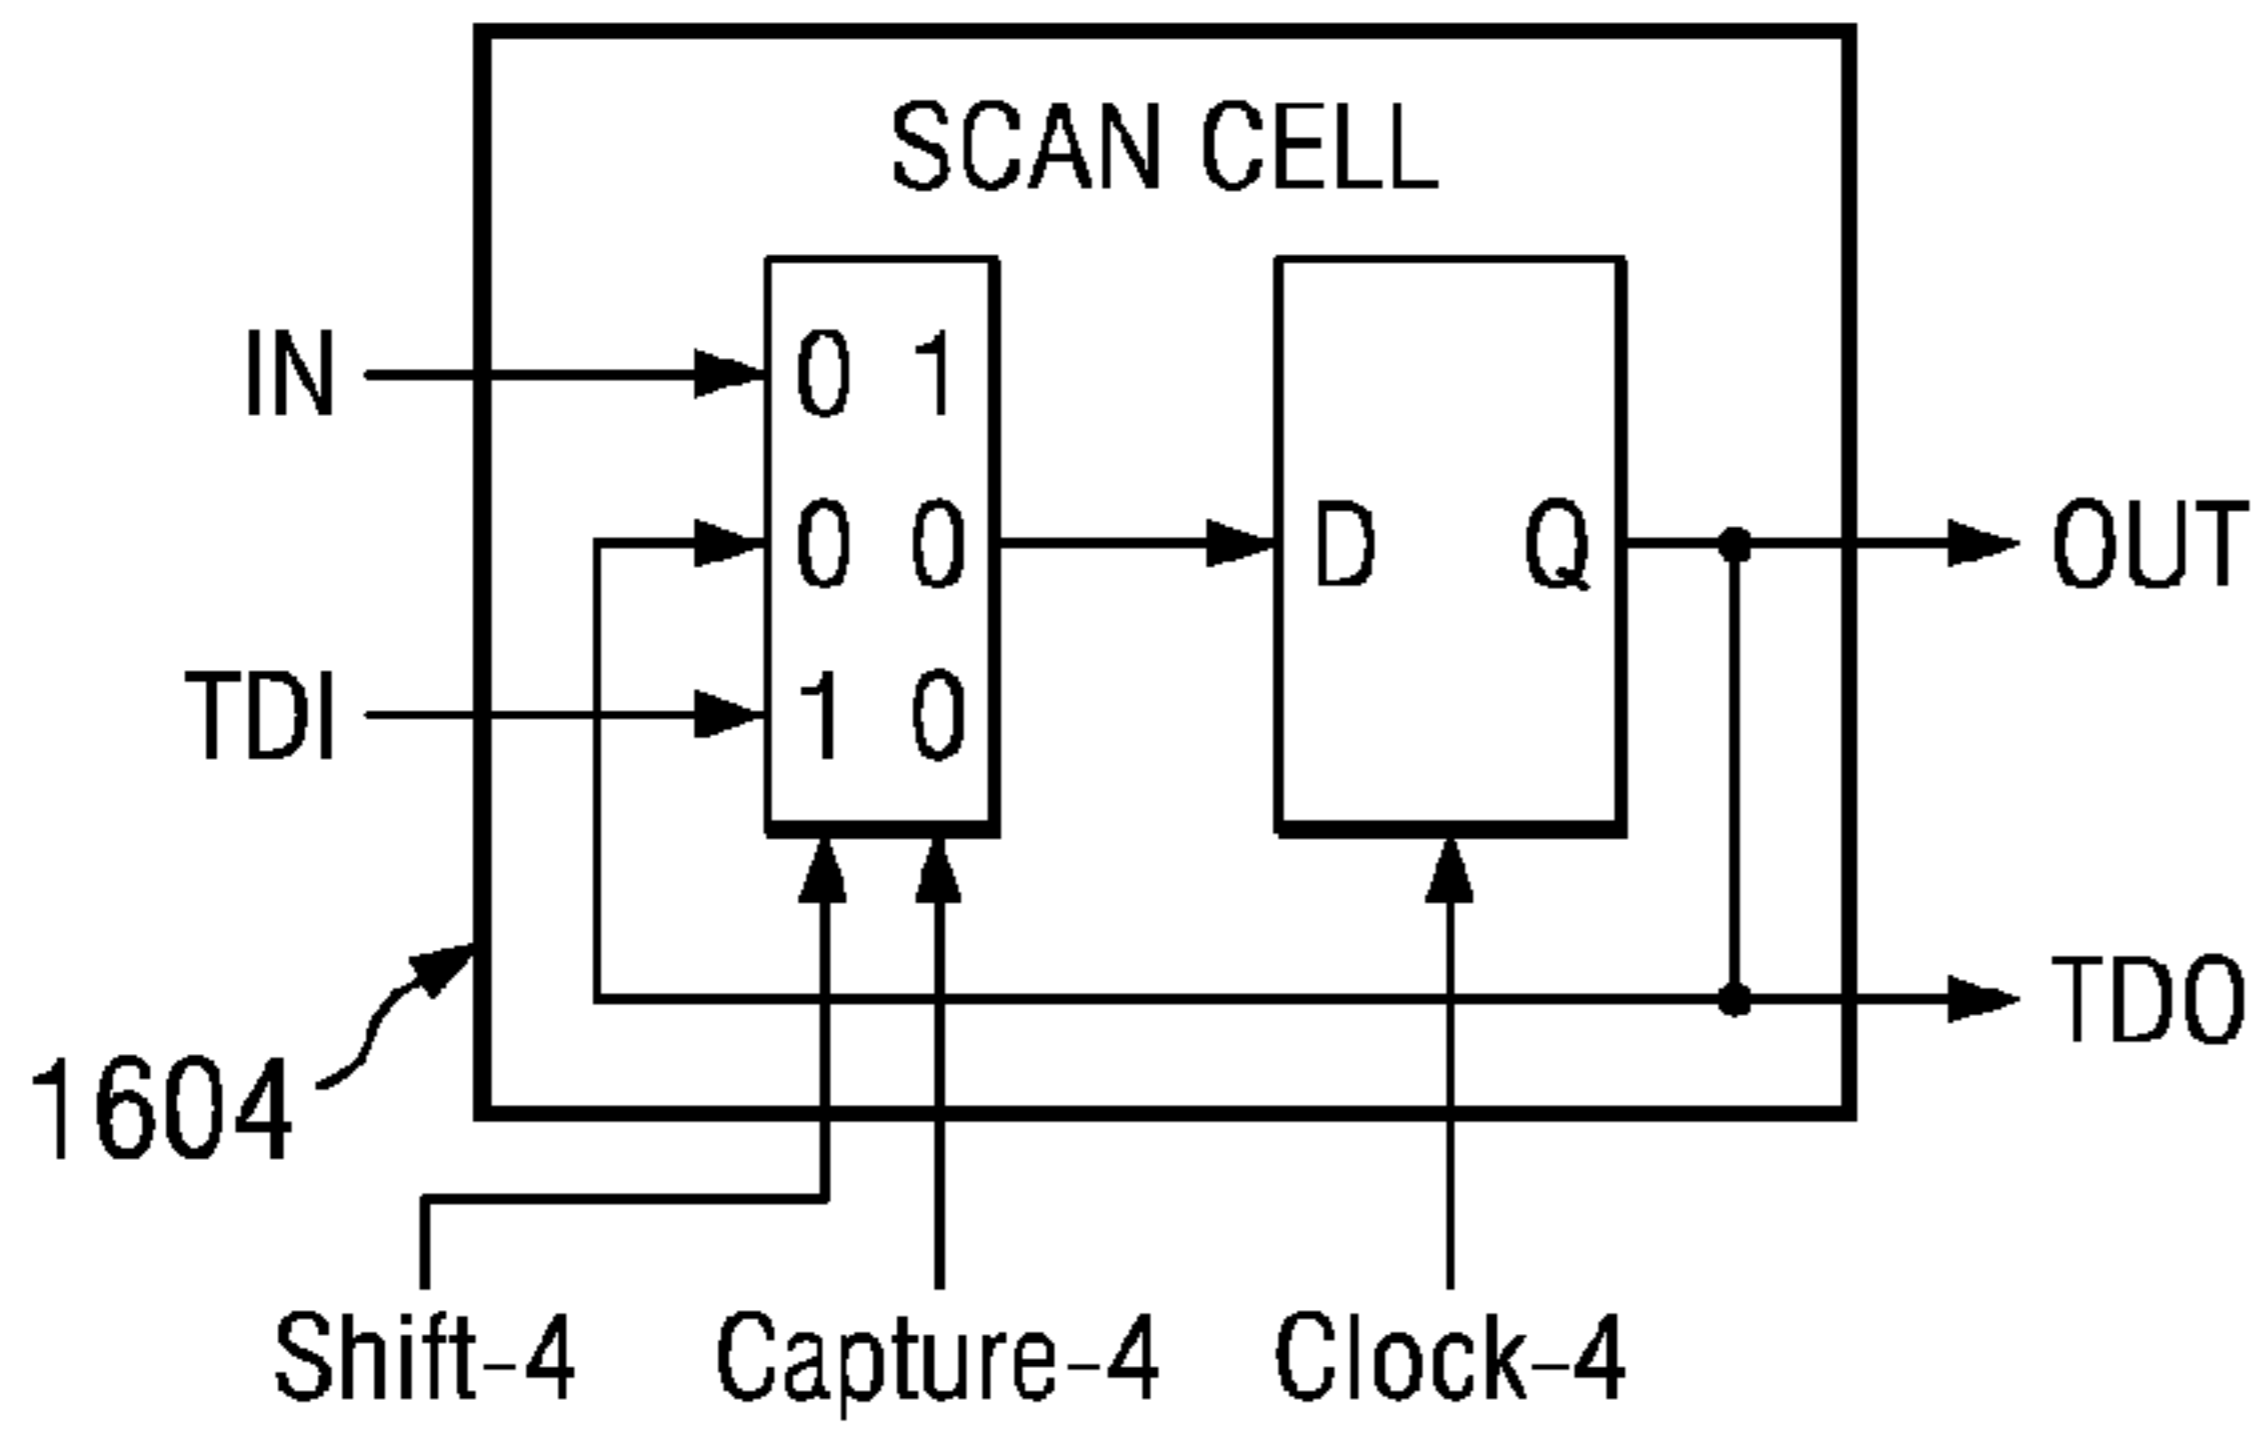 SCAN CELL
IN
0 1
0 0
D
Q
OUT
TDI
1 0
TDO
1604
Shift-4
Capture-4
Clock-4